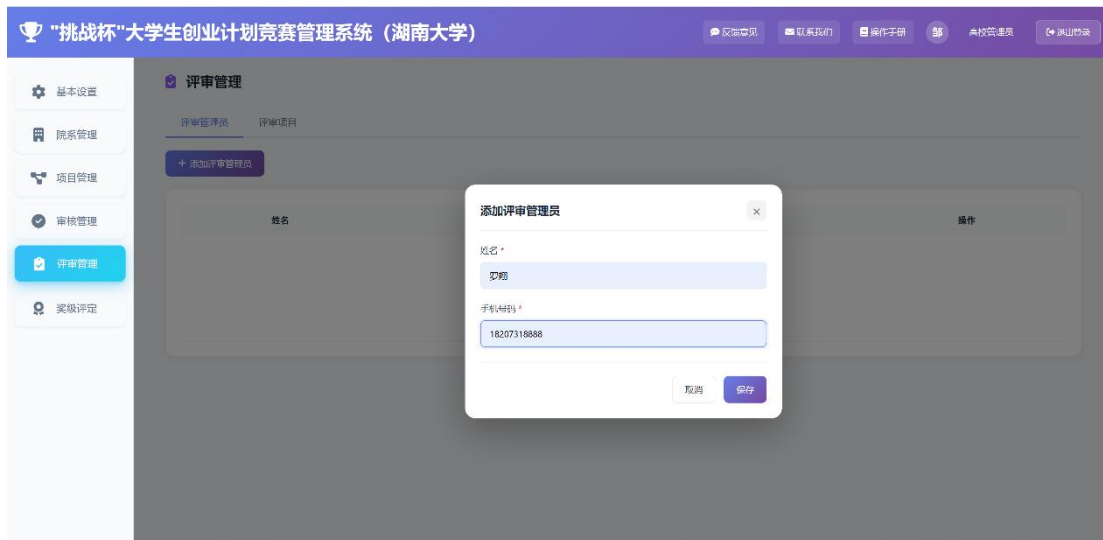 "挑战杯"大学生创业计划竞赛管理系统（湖南大学）
反馈意见 联系我们 操作手册 邹 高校管理员 退出登录
基本设置
院系管理
项目管理
审核管理
评审管理
奖级评定
评审管理
评审管理员 评审项目
+ 添加评审管理员
姓名 操作
添加评审管理员 ×
姓名 *
手机号码 *
18207318888
取消 保存